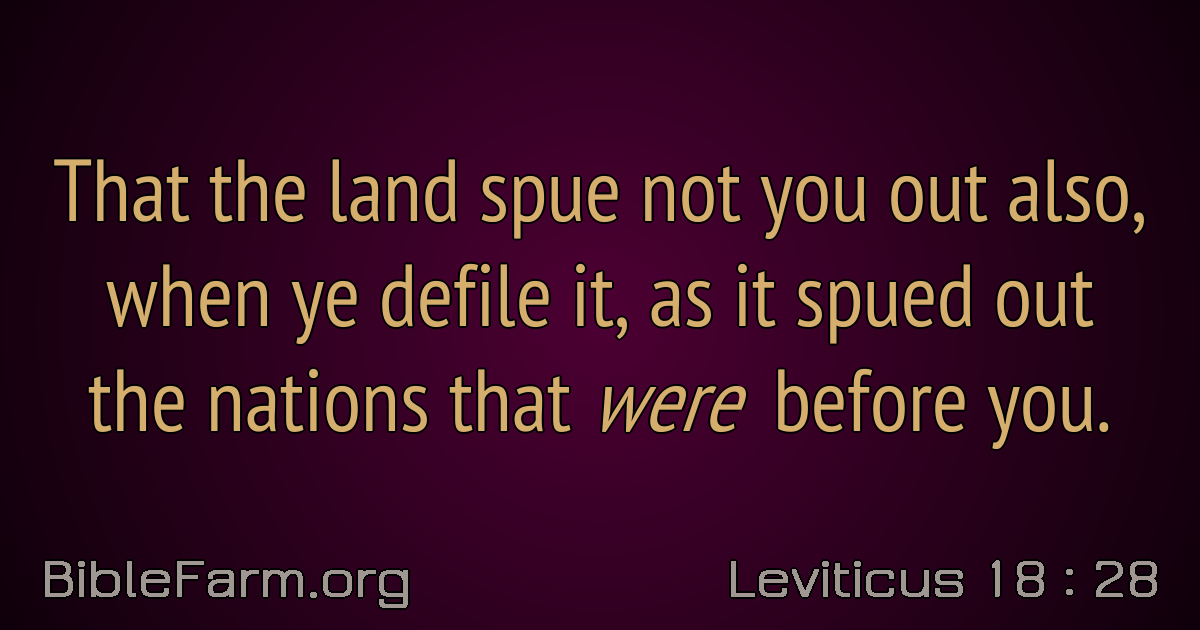 That the land spue not you out also,
when ye defile it, as it spued out
the nations that were before you.
BibleFarm.org
Leviticus 18 : 28